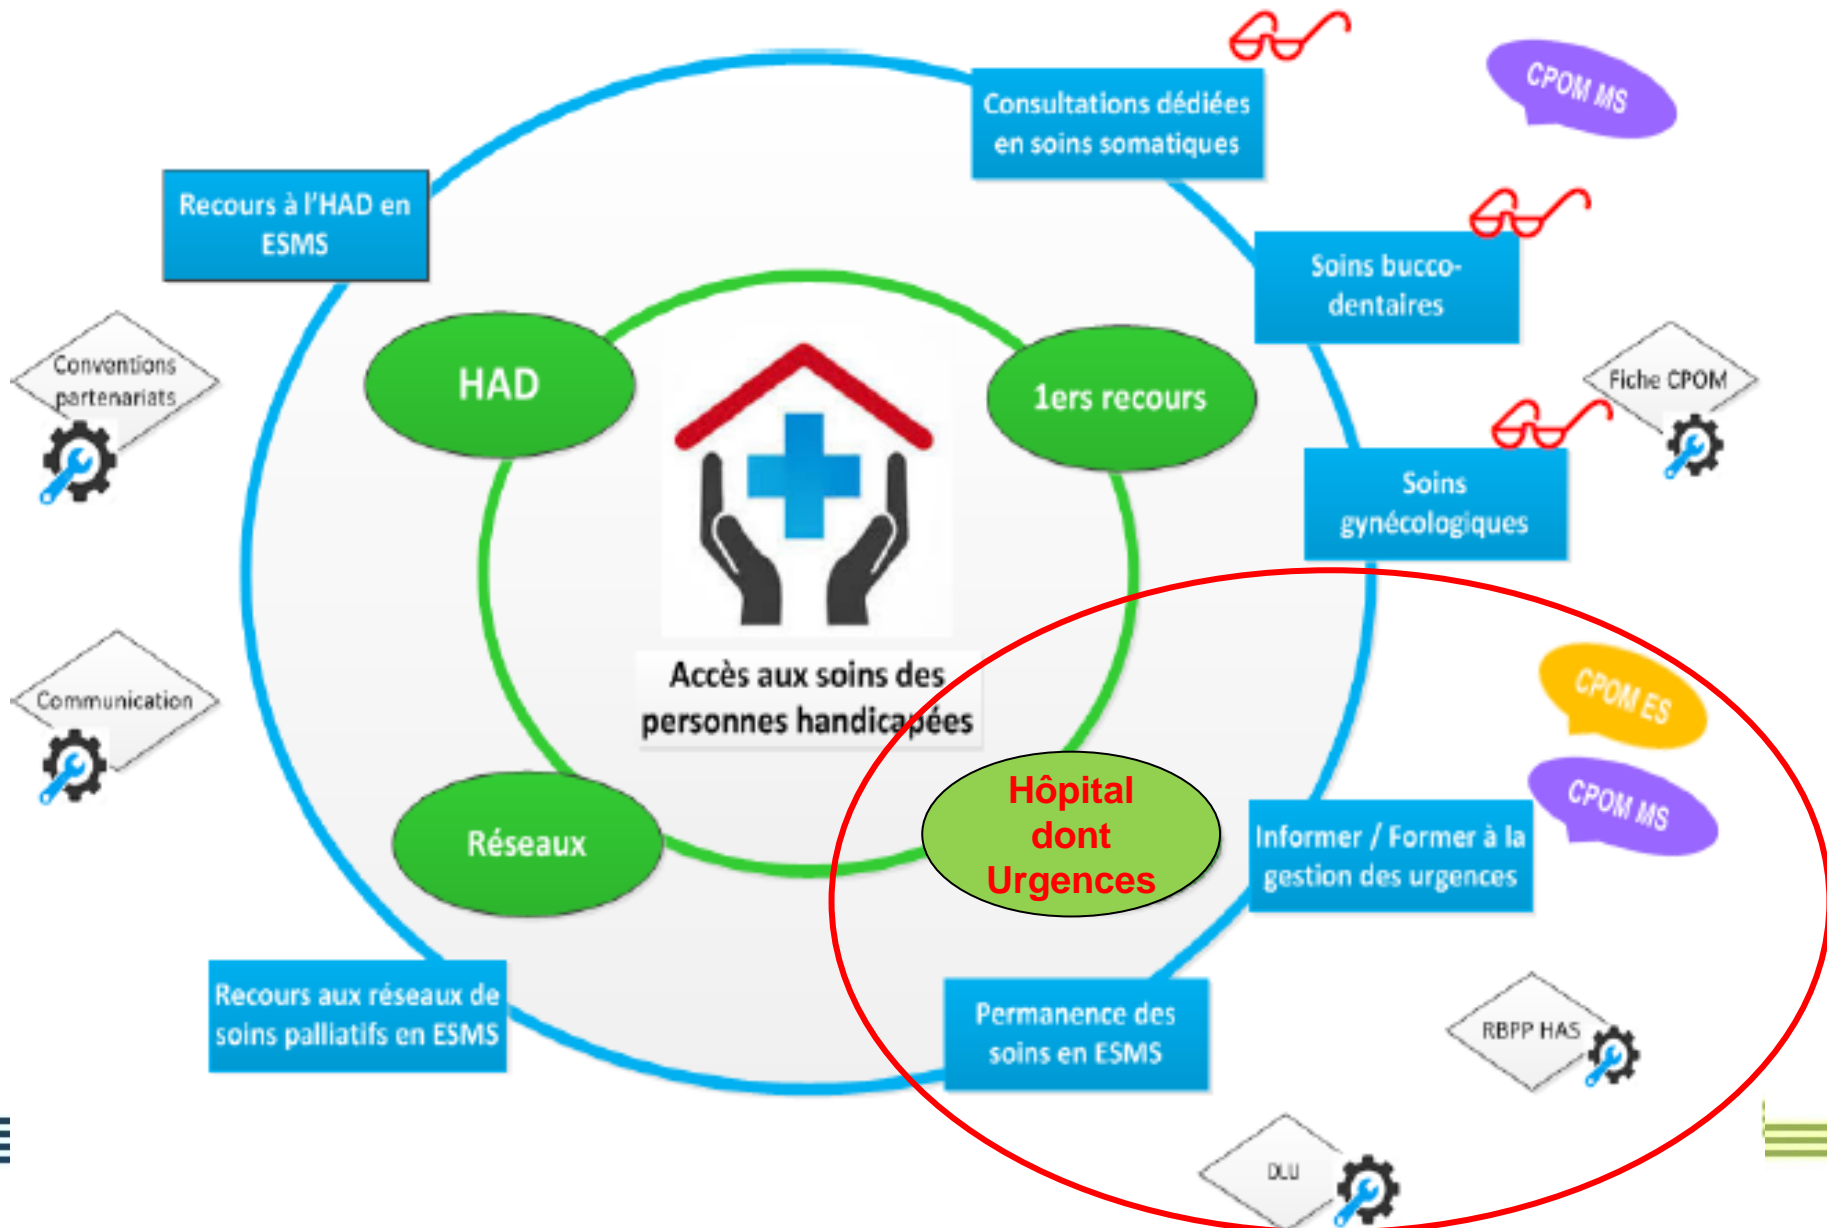 CPOM MS
Consultations dédiées
en soins somatiques
Recours à l'HAD en
ESMS
Soins bucco-
dentaires
Conventions
partenariats
HAD
1ers recours
Fiche CPOM
Soins
gynécologiques
Accès aux soins des
personnes handicapées
Communication
CPOM ES
CPOM MS
Hôpital
dont
Urgences
Réseaux
Informer / Former à la
gestion des urgences
Recours aux réseaux de
soins palliatifs en ESMS
Permanence des
soins en ESMS
RBPP HAS
DLU